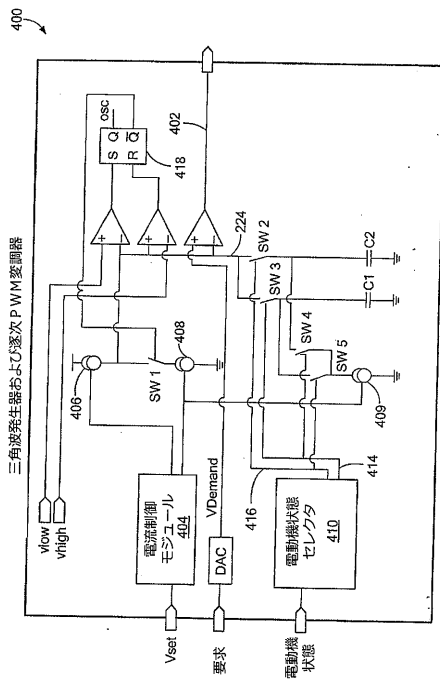 400
三角波発生器および逐次PWM変調器
vlow
vhigh
osc
S Q
R Q̅
418
402
406
SW 1
408
224
SW 2
SW 3
SW 4
SW 5
C1
C2
409
Vset
電流制御
モジュール
404
要求
DAC
VDemand
電動機
状態
電動機状態
セレクタ
410
416
414
+
−
+
−
+
−